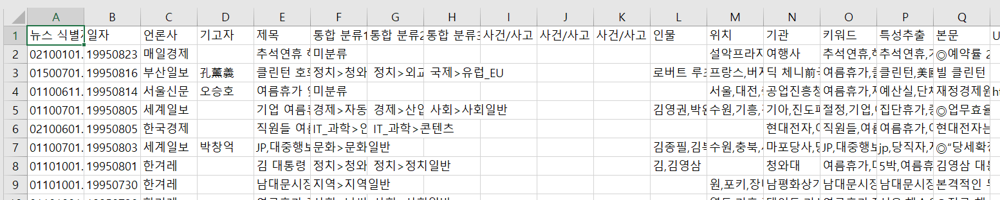 A B C D E F G H I J K L M N O P Q
1 뉴스 식별 일자 언론사 기고자 제목 통합 분류1 통합 분류2 통합 분류3 사건/사고 사건/사고 사건/사고 인물 위치 기관 키워드 특성추출 본문 U
2 02100101. 19950823 매일경제 추석연휴 미분류 설악프라자 여행사 추석연휴, 추석연휴, ◎예약률 2
3 01500701. 19950816 부산일보 孔薰義 클린턴 호화 정치>청와 정치>외교 국제>유럽_EU 로버트 루 프랑스,버지 딕 체니前 여름휴가, 클린턴,美 빌 클린턴
4 01100611. 19950814 서울신문 오승호 여름휴가 미분류 서울,대전, 공업진흥청 여름휴가, 예산실,단체 재정경제원 ht
5 01100701. 19950805 세계일보 기업 여름휴 경제>자동 경제>산업 사회>사회일반 김영권,박 수원,기흥, 기아,진도 절정,기업, 집단휴가, ◎업무효율
6 02100601. 19950805 한국경제 직원들 여름 IT_과학> IT_과학>콘텐츠 현대전자, 직원들,여름 여름휴가, 현대전자는
7 01100701. 19950803 세계일보 박창억 JP,대중행보 문화>문화일반 김종필,김 수원,충북, 마포당사, JP,대중행보 jp,당직자, ◎“당세확장
8 01101001. 19950801 한겨레 김 대통령 정치>청와 정치>정치일반 김,김영삼 청와대 여름휴가, 5박,여름휴 김영삼 대통
9 01101001. 19950730 한겨레 남대문시장 지역>지역일반 원,포키,장 남평화상가 남대문시장 남대문시장 본격적인